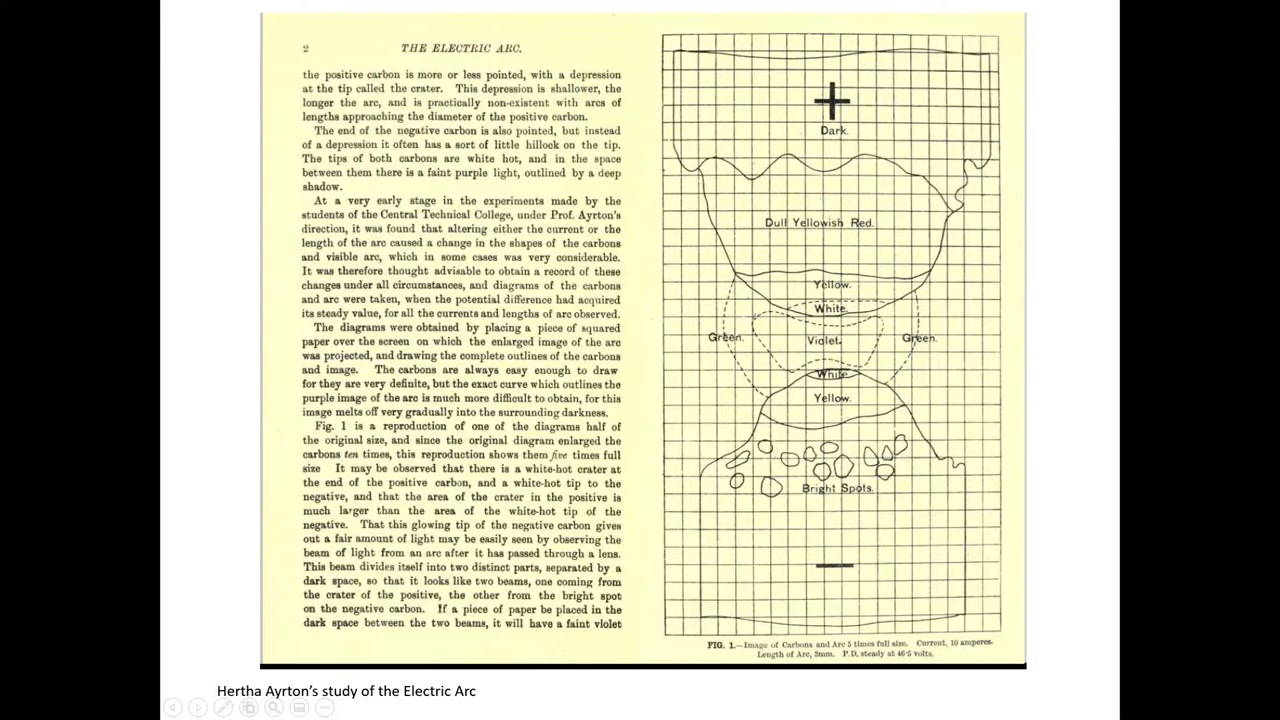 2
THE ELECTRIC ARC.
the positive carbon is more or less pointed, with a depression
at the tip called the crater. This depression is shallower, the
longer the arc, and is practically non-existent with arcs of
lengths approaching the diameter of the positive carbon.
The end of the negative carbon is also pointed, but instead
of a depression it often has a sort of little hillock on the tip.
The tips of both carbons are white hot, and in the space
between them there is a faint purple light, outlined by a deep
shadow.
At a very early stage in the experiments made by the
students of the Central Technical College, under Prof. Ayrton's
direction, it was found that altering either the current or the
length of the arc caused a change in the shapes of the carbons
and visible arc, which in some cases was very considerable.
It was therefore thought advisable to obtain a record of these
changes under all circumstances, and diagrams of the carbons
and arc were taken, when the potential difference had acquired
its steady value, for all the currents and lengths of arc observed.
The diagrams were obtained by placing a piece of squared
paper over the screen on which the enlarged image of the arc
was projected, and drawing the complete outlines of the carbons
and image. The carbons are always easy enough to draw
for they are very definite, but the exact curve which outlines the
purple image of the arc is much more difficult to obtain, for this
image melts off very gradually into the surrounding darkness.
Fig. 1 is a reproduction of one of the diagrams half of
the original size, and since the original diagram enlarged the
carbons ten times, this reproduction shows them five times full
size It may be observed that there is a white-hot crater at
the end of the positive carbon, and a white-hot tip to the
negative, and that the area of the crater in the positive is
much larger than the area of the white-hot tip of the
negative. That this glowing tip of the negative carbon gives
out a fair amount of light may be easily seen by observing the
beam of light from an arc after it has passed through a lens.
This beam divides itself into two distinct parts, separated by a
dark space, so that it looks like two beams, one coming from
the crater of the positive, the other from the bright spot
on the negative carbon. If a piece of paper be placed in the
dark space between the two beams, it will have a faint violet
+
Dark.
Dull Yellowish Red.
Yellow.
White.
Green. Violet. Green.
White
Yellow.
Bright Spots.
—
FIG. 1.—Image of Carbons and Arc 5 times full size. Current, 10 amperes.
Length of Arc, 3mm. P.D. steady at 46·5 volts.
Hertha Ayrton's study of the Electric Arc